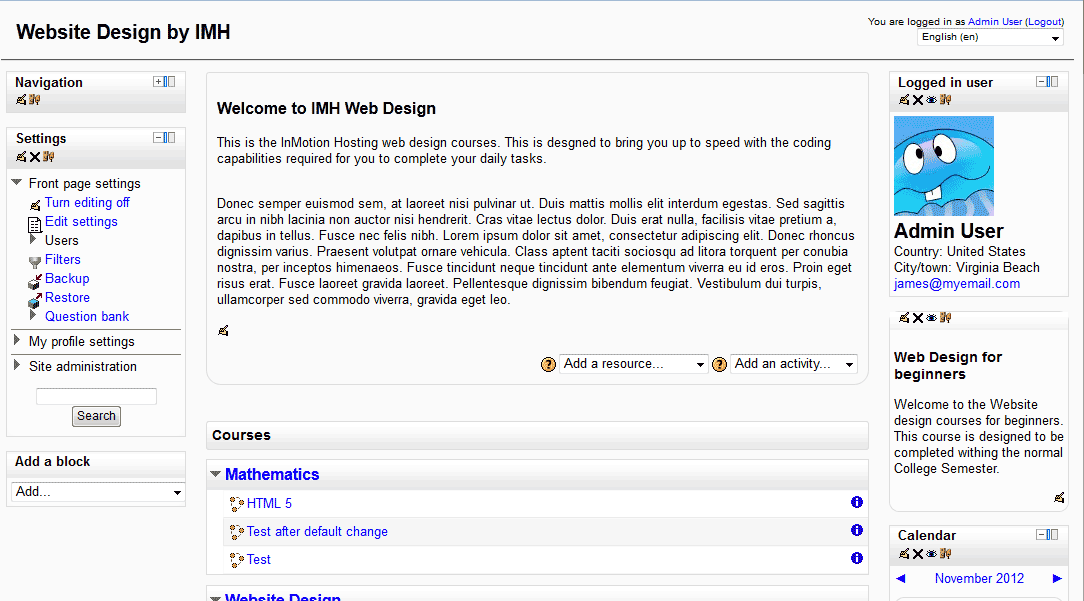 Website Design by IMH
You are logged in as Admin User (Logout)
English (en)
Navigation
Settings
Front page settings
Turn editing off
Edit settings
Users
Filters
Backup
Restore
Question bank
My profile settings
Site administration
Search
Add a block
Add...
Welcome to IMH Web Design
This is the InMotion Hosting web design courses. This is desgned to bring you up to speed with the coding
capabilities required for you to complete your daily tasks.
Donec semper euismod sem, at laoreet nisi pulvinar ut. Duis mattis mollis elit interdum egestas. Sed sagittis
arcu in nibh lacinia non auctor nisi hendrerit. Cras vitae lectus dolor. Duis erat nulla, facilisis vitae pretium a,
dapibus in tellus. Fusce nec felis nibh. Lorem ipsum dolor sit amet, consectetur adipiscing elit. Donec rhoncus
dignissim varius. Praesent volutpat ornare vehicula. Class aptent taciti sociosqu ad litora torquent per conubia
nostra, per inceptos himenaeos. Fusce tincidunt neque tincidunt ante elementum viverra eu id eros. Proin eget
risus erat. Fusce laoreet gravida laoreet. Pellentesque dignissim bibendum feugiat. Vestibulum dui turpis,
ullamcorper sed commodo viverra, gravida eget leo.
Add a resource...
Add an activity...
Courses
Mathematics
HTML 5
Test after default change
Test
Website Design
Logged in user
Admin User
Country: United States
City/town: Virginia Beach
james@myemail.com
Web Design for
beginners
Welcome to the Website
design courses for beginners.
This course is designed to be
completed withing the normal
College Semester.
Calendar
November 2012